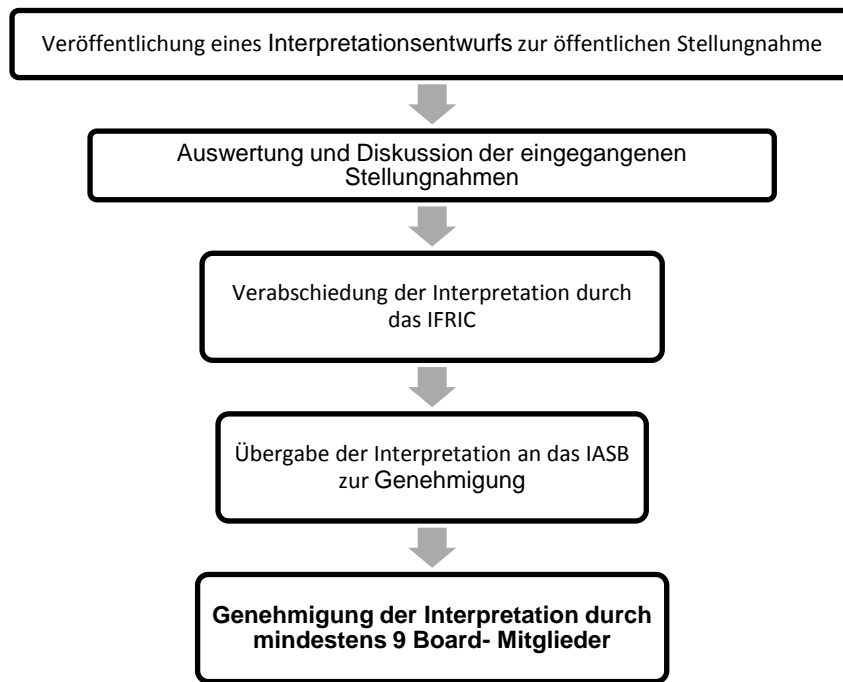 Veröffentlichung eines Interpretationsentwurfs zur öffentlichen Stellungnahme
Auswertung und Diskussion der eingegangenen
Stellungnahmen
Verabschiedung der Interpretation durch
das IFRIC
Übergabe der Interpretation an das IASB
zur Genehmigung
Genehmigung der Interpretation durch
mindestens 9 Board- Mitglieder